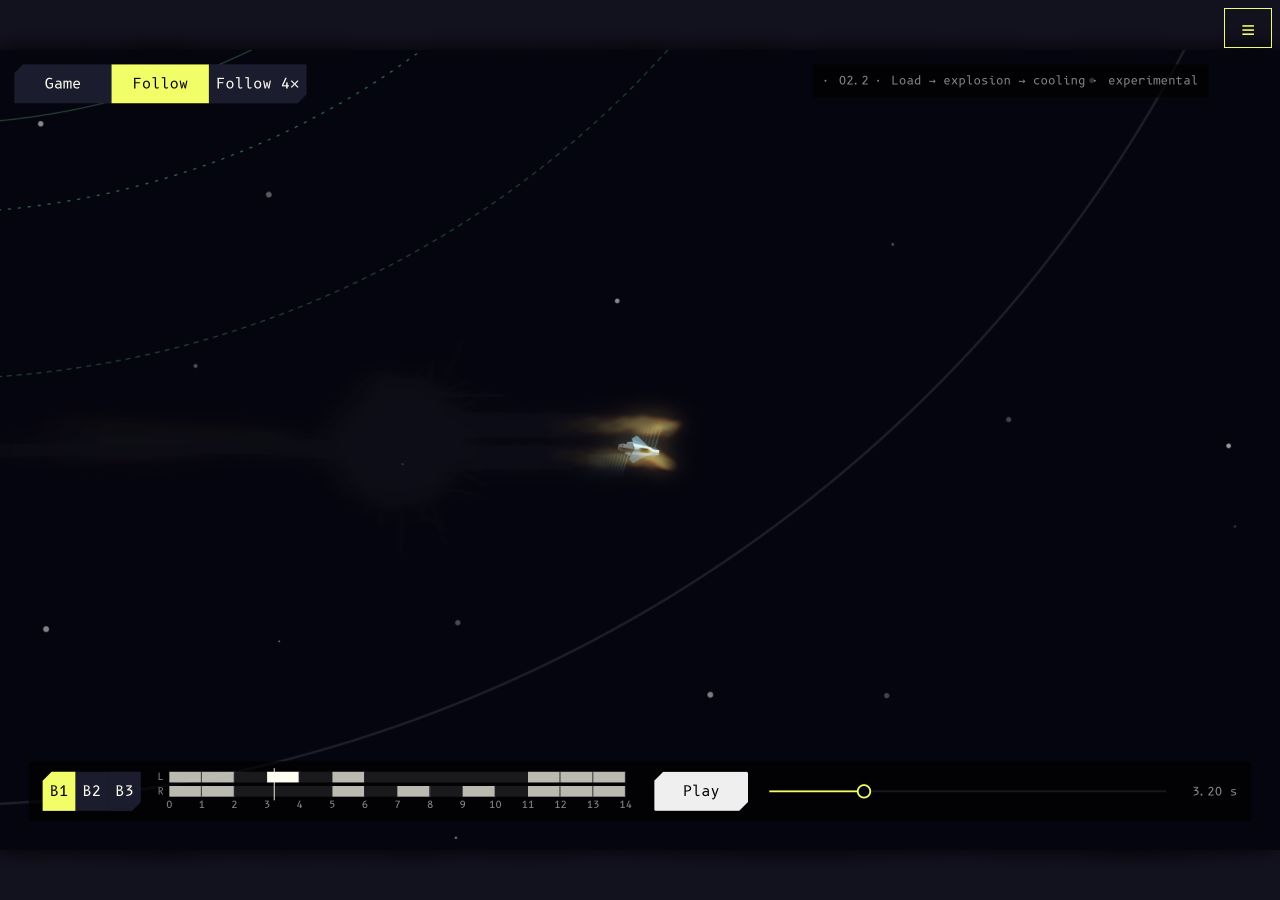 ≡
Game Follow Follow 4×
· O2.2 · Load → explosion → cooling · experimental
L
B1 B2 B3 Play 3.20 s
R
0 1 2 3 4 5 6 7 8 9 10 11 12 13 14